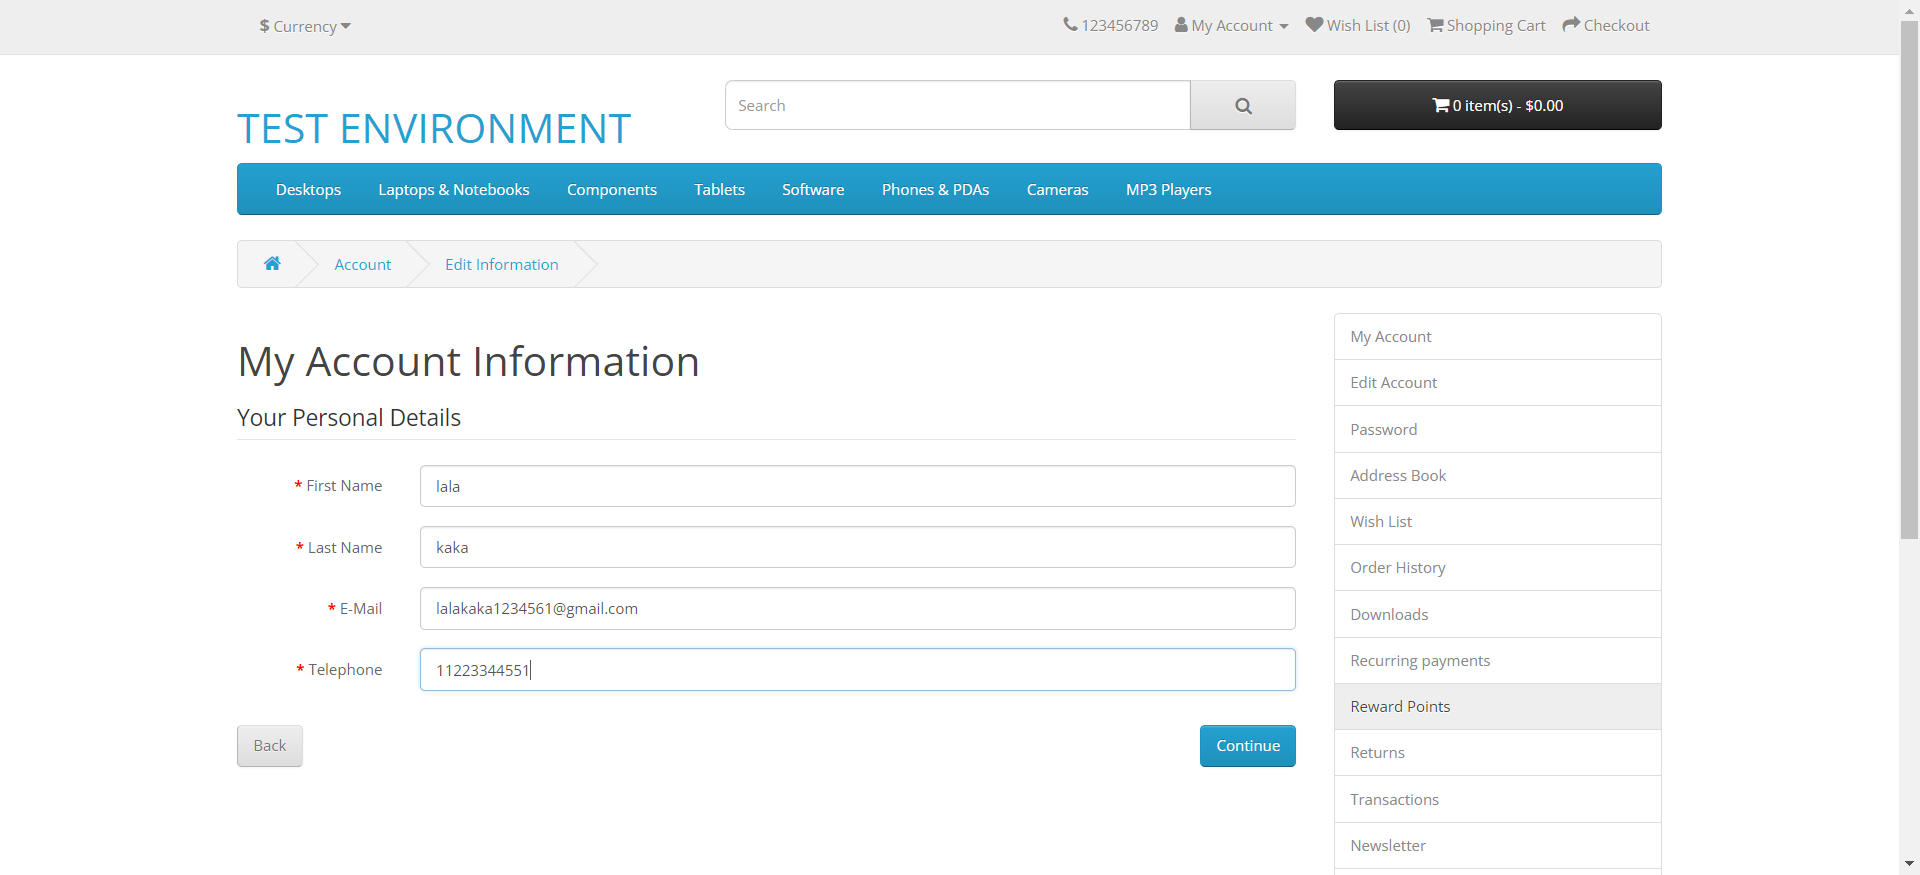 $ Currency
123456789 My Account Wish List (0) Shopping Cart Checkout
TEST ENVIRONMENT
Search
0 item(s) - $0.00
Desktops Laptops & Notebooks Components Tablets Software Phones & PDAs Cameras MP3 Players
Account Edit Information
My Account Information
Your Personal Details
* First Name lala
* Last Name kaka
* E-Mail lalakaka1234561@gmail.com
* Telephone 11223344551
Back Continue
My Account
Edit Account
Password
Address Book
Wish List
Order History
Downloads
Recurring payments
Reward Points
Returns
Transactions
Newsletter